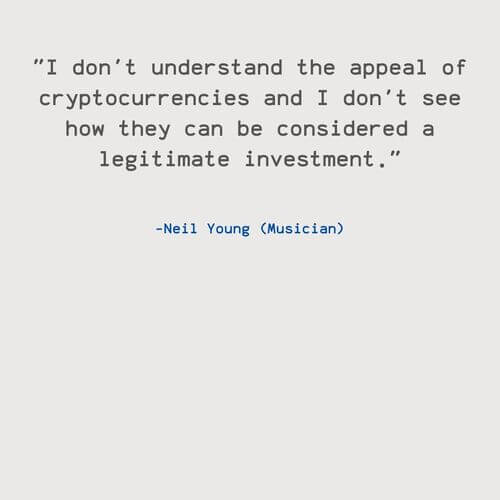 "I don't understand the appeal of
cryptocurrencies and I don't see
how they can be considered a
legitimate investment."
-Neil Young (Musician)